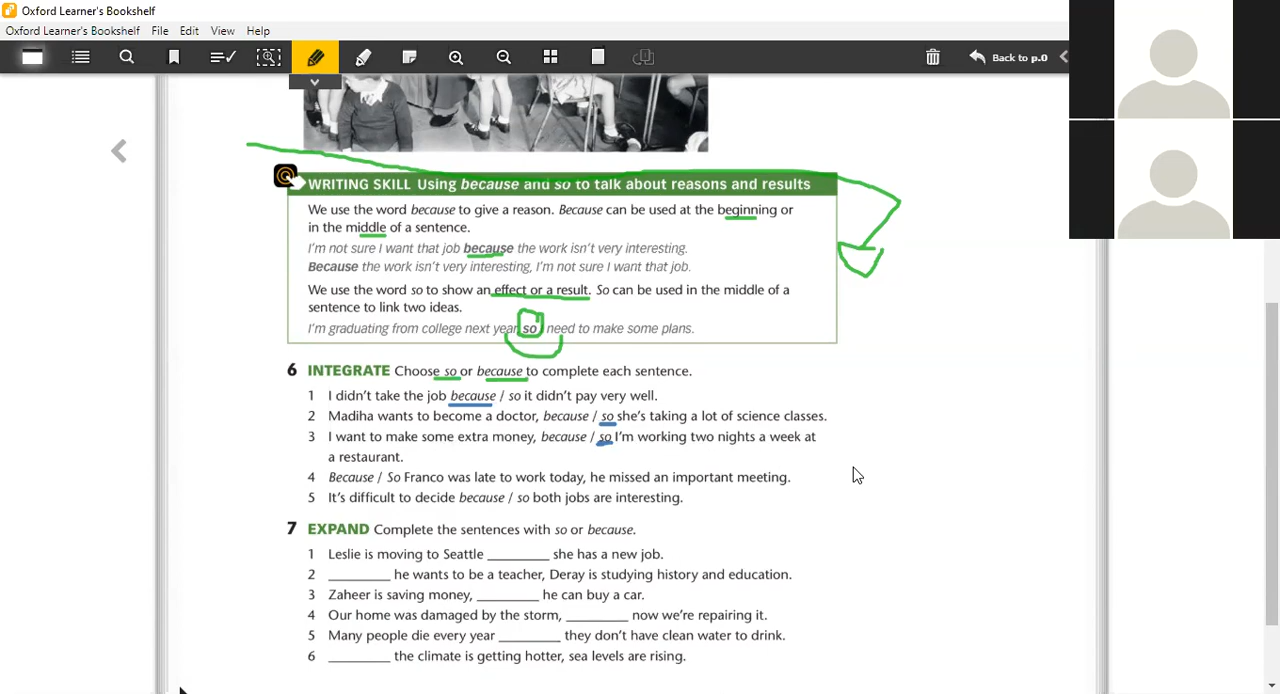 Oxford Learner's Bookshelf
Oxford Learner's Bookshelf File Edit View Help
Back to p.0
WRITING SKILL Using because and so to talk about reasons and results
We use the word because to give a reason. Because can be used at the beginning or
in the middle of a sentence.
I'm not sure I want that job because the work isn't very interesting.
Because the work isn't very interesting, I'm not sure I want that job.
We use the word so to show an effect or a result. So can be used in the middle of a
sentence to link two ideas.
I'm graduating from college next year so I need to make some plans.
6 INTEGRATE Choose so or because to complete each sentence.
1 I didn't take the job because / so it didn't pay very well.
2 Madiha wants to become a doctor, because / so she's taking a lot of science classes.
3 I want to make some extra money, because / so I'm working two nights a week at
a restaurant.
4 Because / So Franco was late to work today, he missed an important meeting.
5 It's difficult to decide because / so both jobs are interesting.
7 EXPAND Complete the sentences with so or because.
1 Leslie is moving to Seattle ________ she has a new job.
2 ________ he wants to be a teacher, Deray is studying history and education.
3 Zaheer is saving money, ________ he can buy a car.
4 Our home was damaged by the storm, ________ now we're repairing it.
5 Many people die every year ________ they don't have clean water to drink.
6 ________ the climate is getting hotter, sea levels are rising.